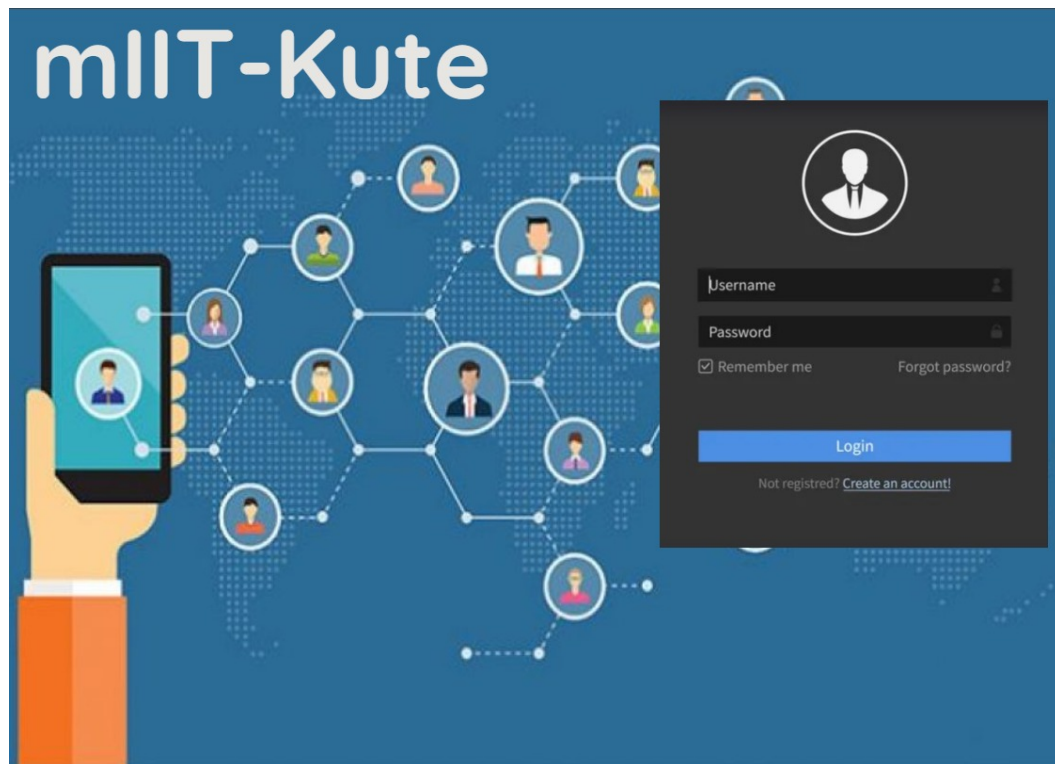 mIIT-Kute
Username
Password
Remember me Forgot password?
Login
Not registred? Create an account!